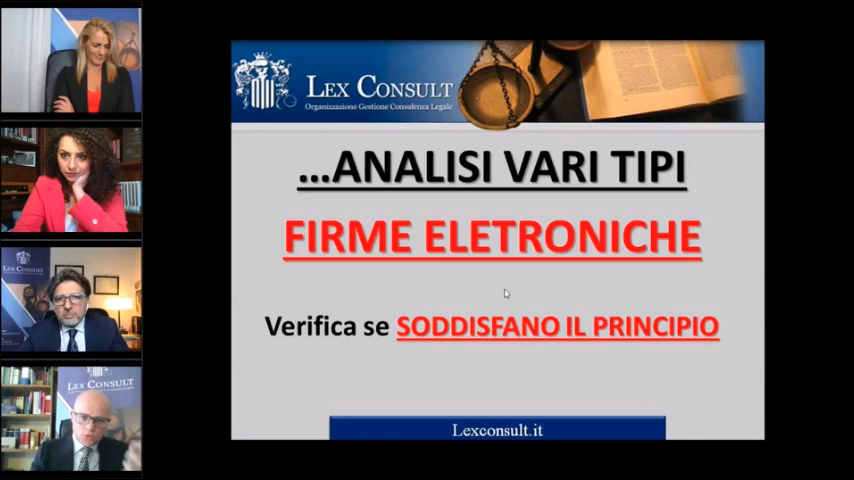 LEX CONSULT
Organizzazione Gestione Consulenza Legale
...ANALISI VARI TIPI
FIRME ELETRONICHE
Verifica se SODDISFANO IL PRINCIPIO
Lexconsult.it
LEX CONSULT
LEX CONSULT